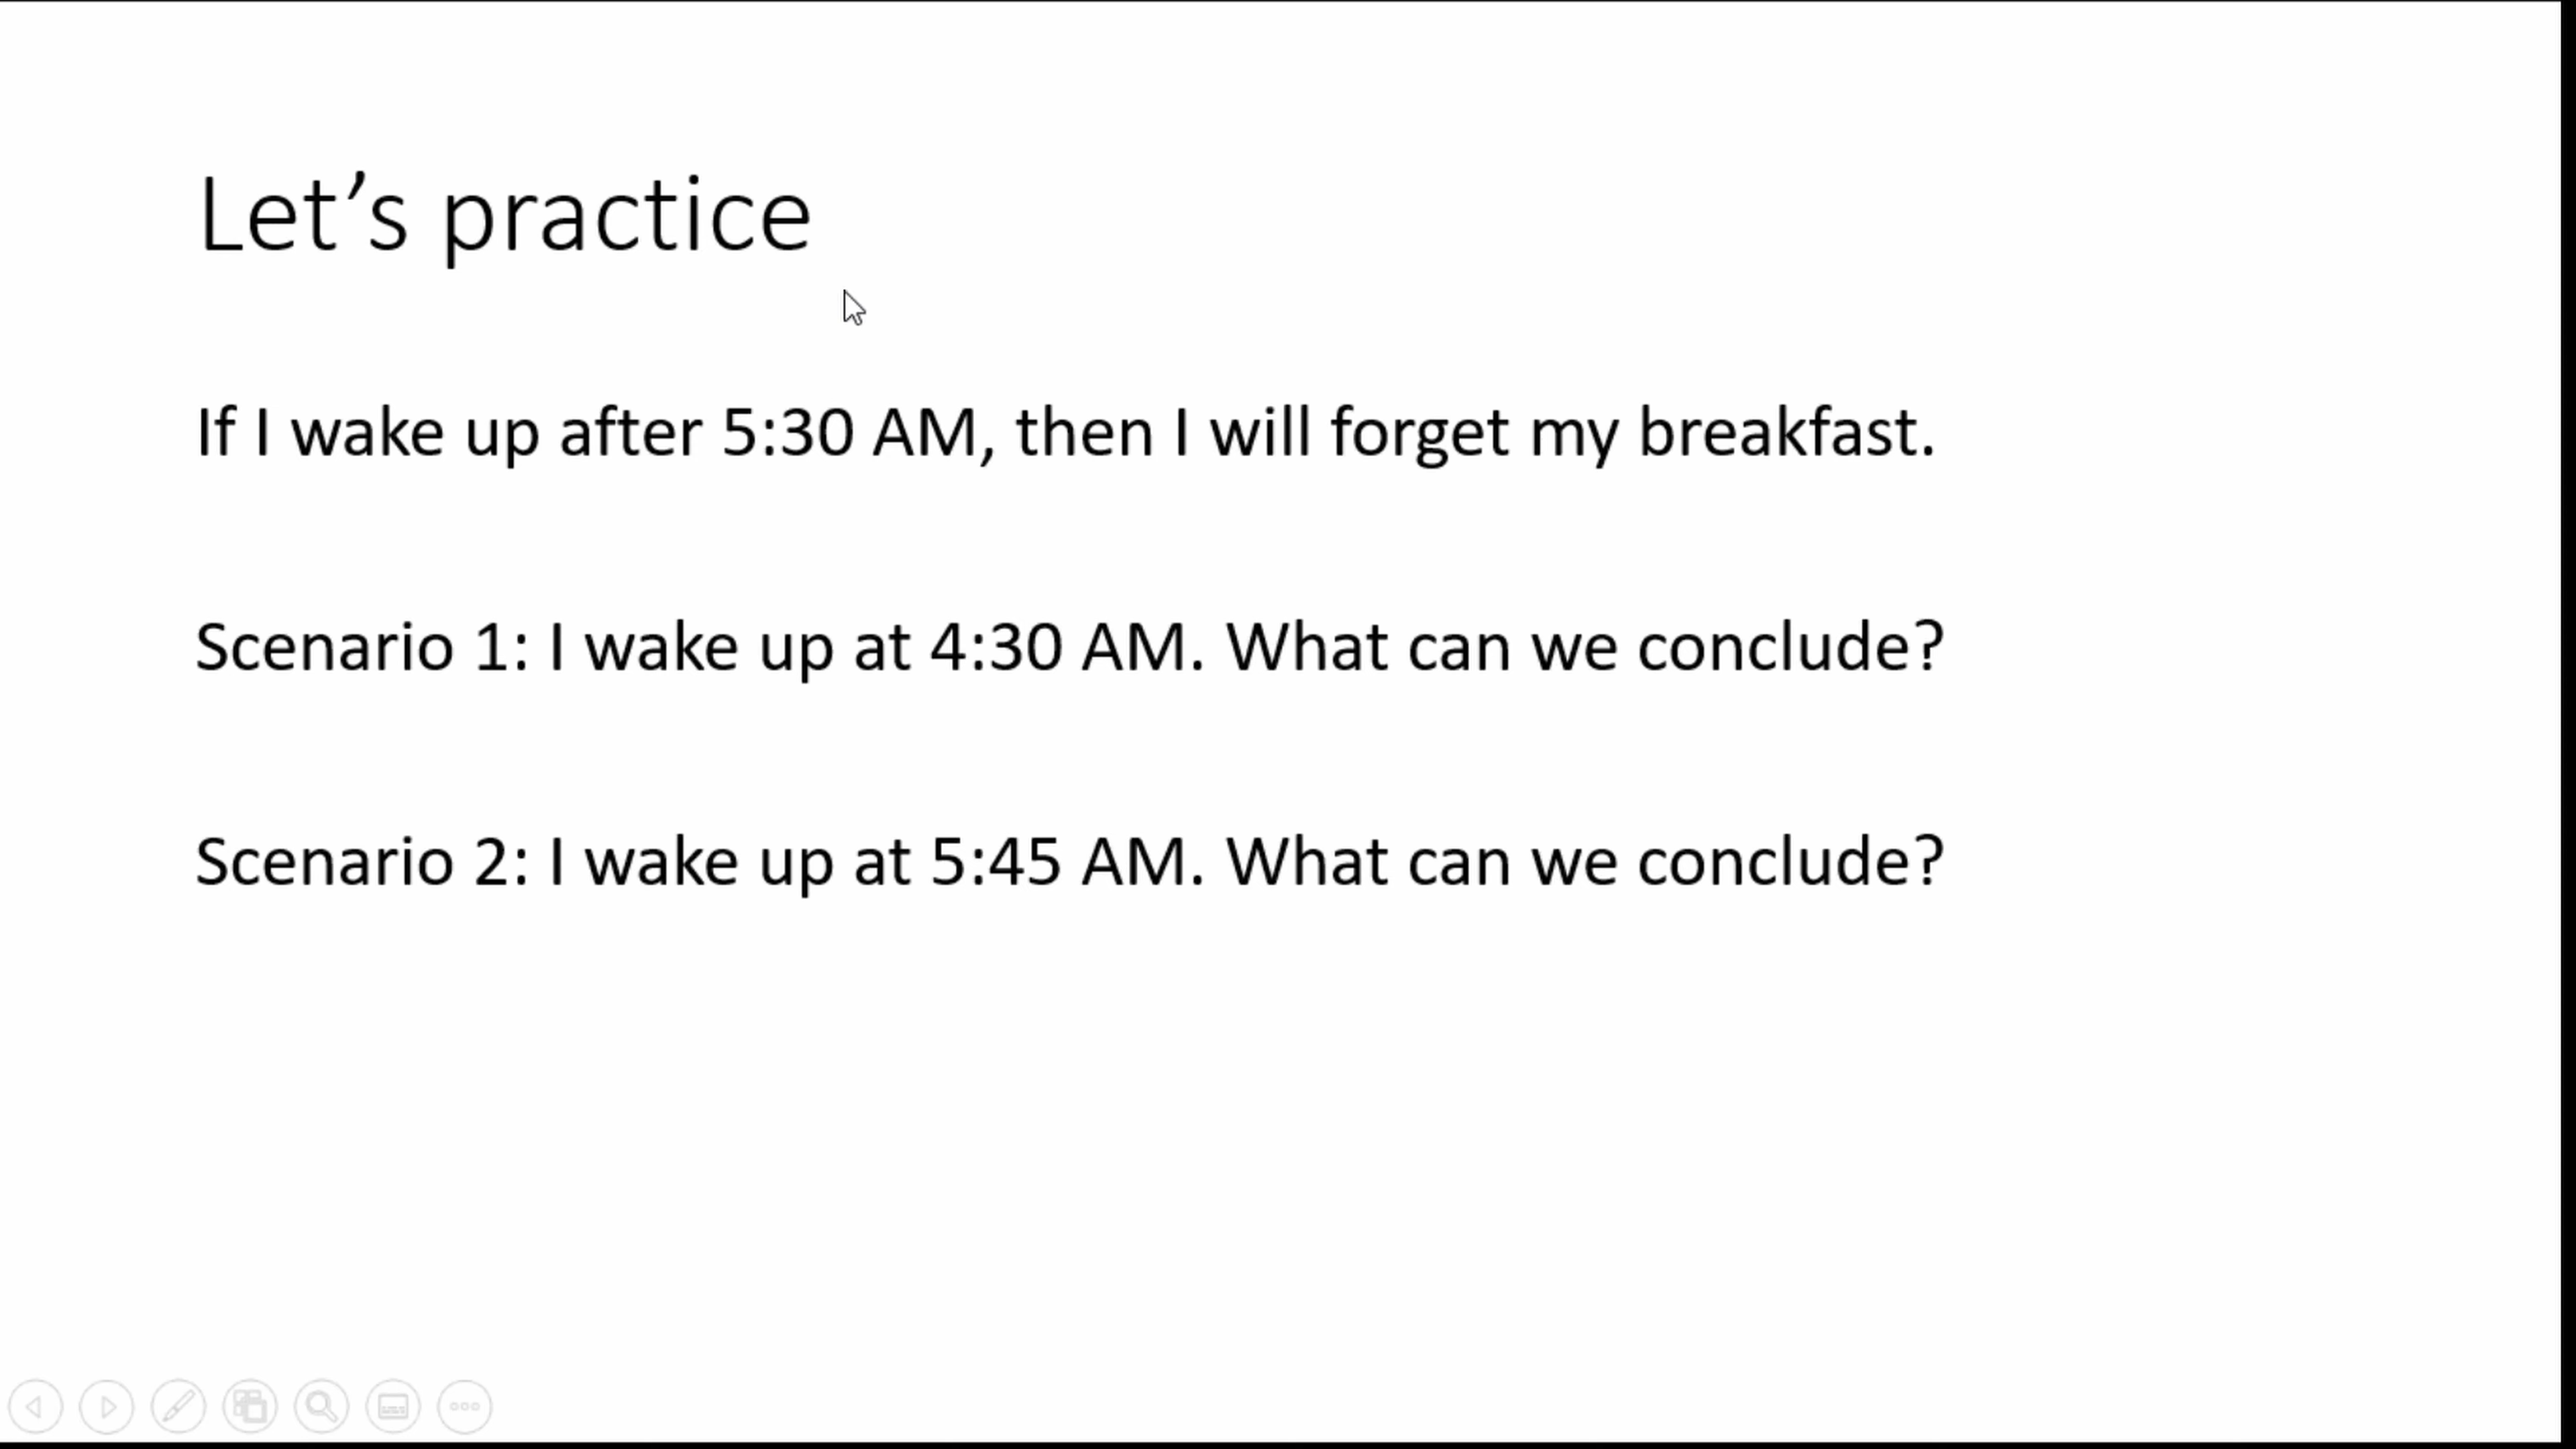 Let’s practice
If I wake up after 5:30 AM, then I will forget my breakfast.
Scenario 1: I wake up at 4:30 AM. What can we conclude?
Scenario 2: I wake up at 5:45 AM. What can we conclude?